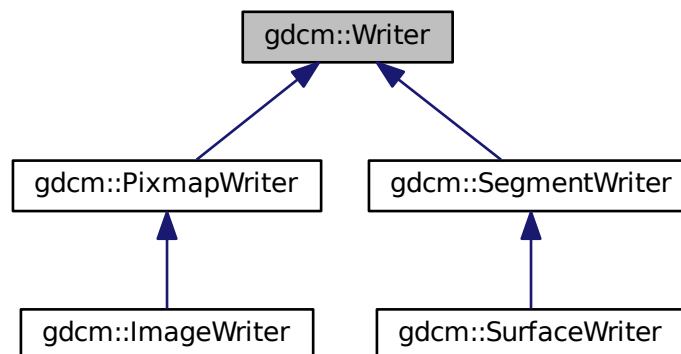 gdcm::Writer
gdcm::PixmapWriter
gdcm::SegmentWriter
gdcm::ImageWriter
gdcm::SurfaceWriter